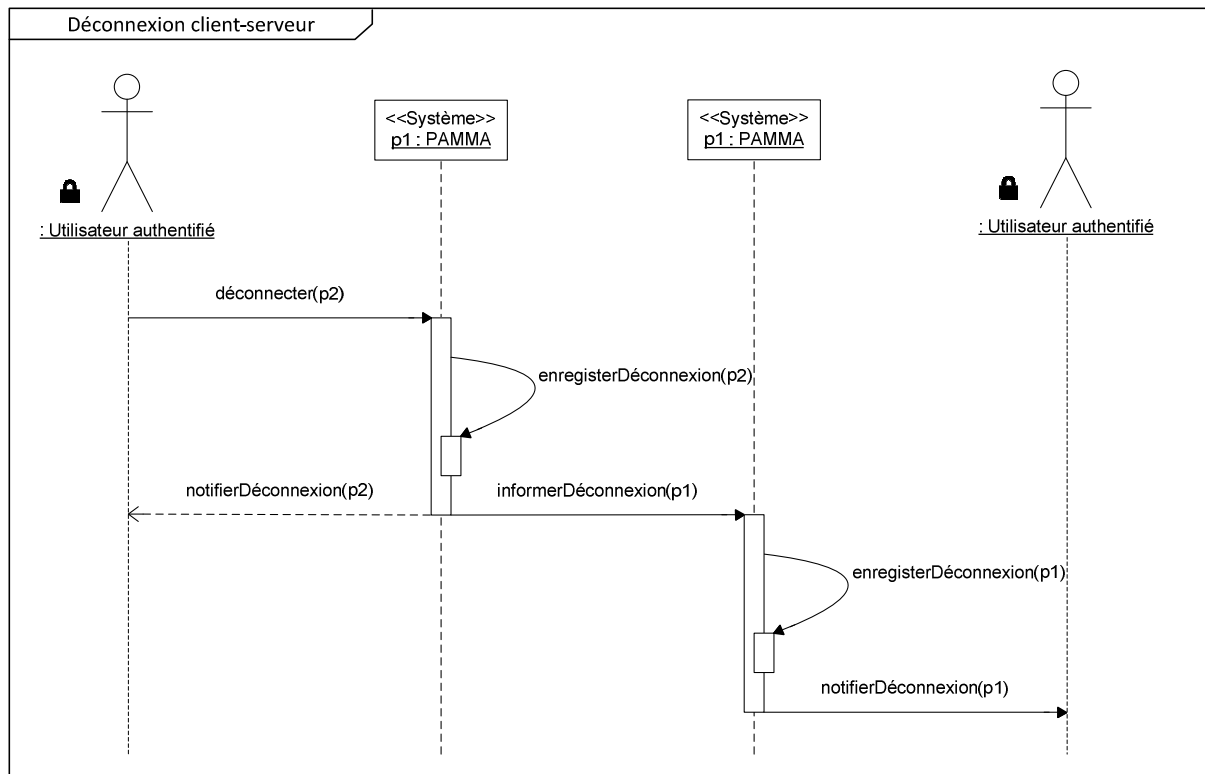 Déconnexion client-serveur
<<Système>>
p1 : PAMMA
<<Système>>
p1 : PAMMA
: Utilisateur authentifié
: Utilisateur authentifié
déconnecter(p2)
enregisterDéconnexion(p2)
notifierDéconnexion(p2)
informerDéconnexion(p1)
enregisterDéconnexion(p1)
notifierDéconnexion(p1)